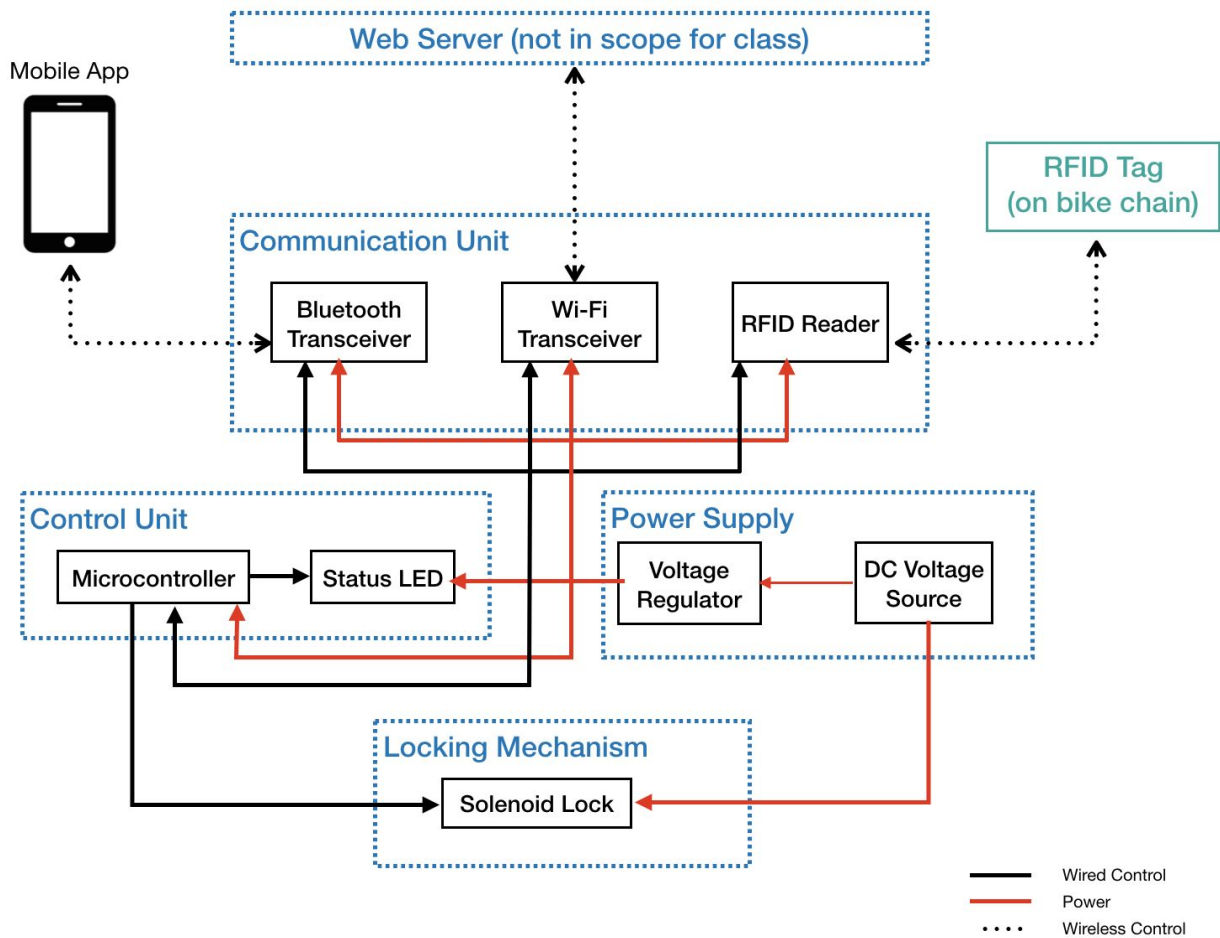 Web Server (not in scope for class)
Mobile App
RFID Tag
(on bike chain)
Communication Unit
Bluetooth
Transceiver
Wi-Fi
Transceiver
RFID Reader
Control Unit
Microcontroller
Status LED
Power Supply
Voltage
Regulator
DC Voltage
Source
Locking Mechanism
Solenoid Lock
Wired Control
Power
Wireless Control